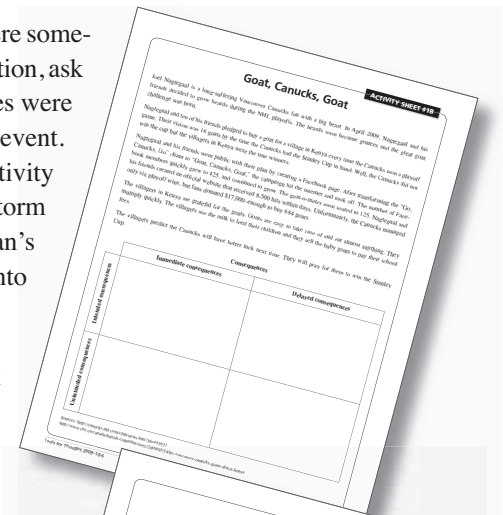 re some-
tion, ask
es were
event.
tivity
torm
an's
nto
ACTIVITY SHEET #18
Goat, Canucks, Goat
Joel Nagtegaal is a long-suffering Vancouver Canucks fan with a big heart. In April 2009, Nagtegaal and his
friends decided to grow beards during the NHL playoffs. The beards soon became goatees and the great goat
challenge was born.
Nagtegaal and ten of his friends pledged to buy a goat for a village in Kenya every time the Canucks won a playoff
game. Their vision was 16 goats by the time the Canucks had the Stanley Cup in hand. Well, the Canucks did not
win the cup but the villagers in Kenya were the true winners.
Nagtegaal and his friends went public with their plan by creating a Facebook page. After transforming the "Go,
Canucks, Go" chant to "Goat, Canucks, Goat," the campaign hit the internet and took off. The number of Face-
book members quickly grew to 425, and continued to grow. The goat-o-meter soon soared to 125. Nagtegaal and
his friends created an official website that received 8,500 hits within days. Unfortunately, the Canucks managed
only six playoff wins, but fans donated $17,000–enough to buy 684 goats.
The villagers in Kenya are grateful for the goats. Goats are easy to take care of and eat almost anything. They
multiply quickly. The villagers use the milk to feed their children and they sell the baby goats to pay their school
fees.
The villagers predict the Canucks will have better luck next time. They will pray for them to win the Stanley
Cup.
Consequences
Immediate consequences
Delayed consequences
Intended consequences
Unintended consequences
Sources:
Tools for Thought